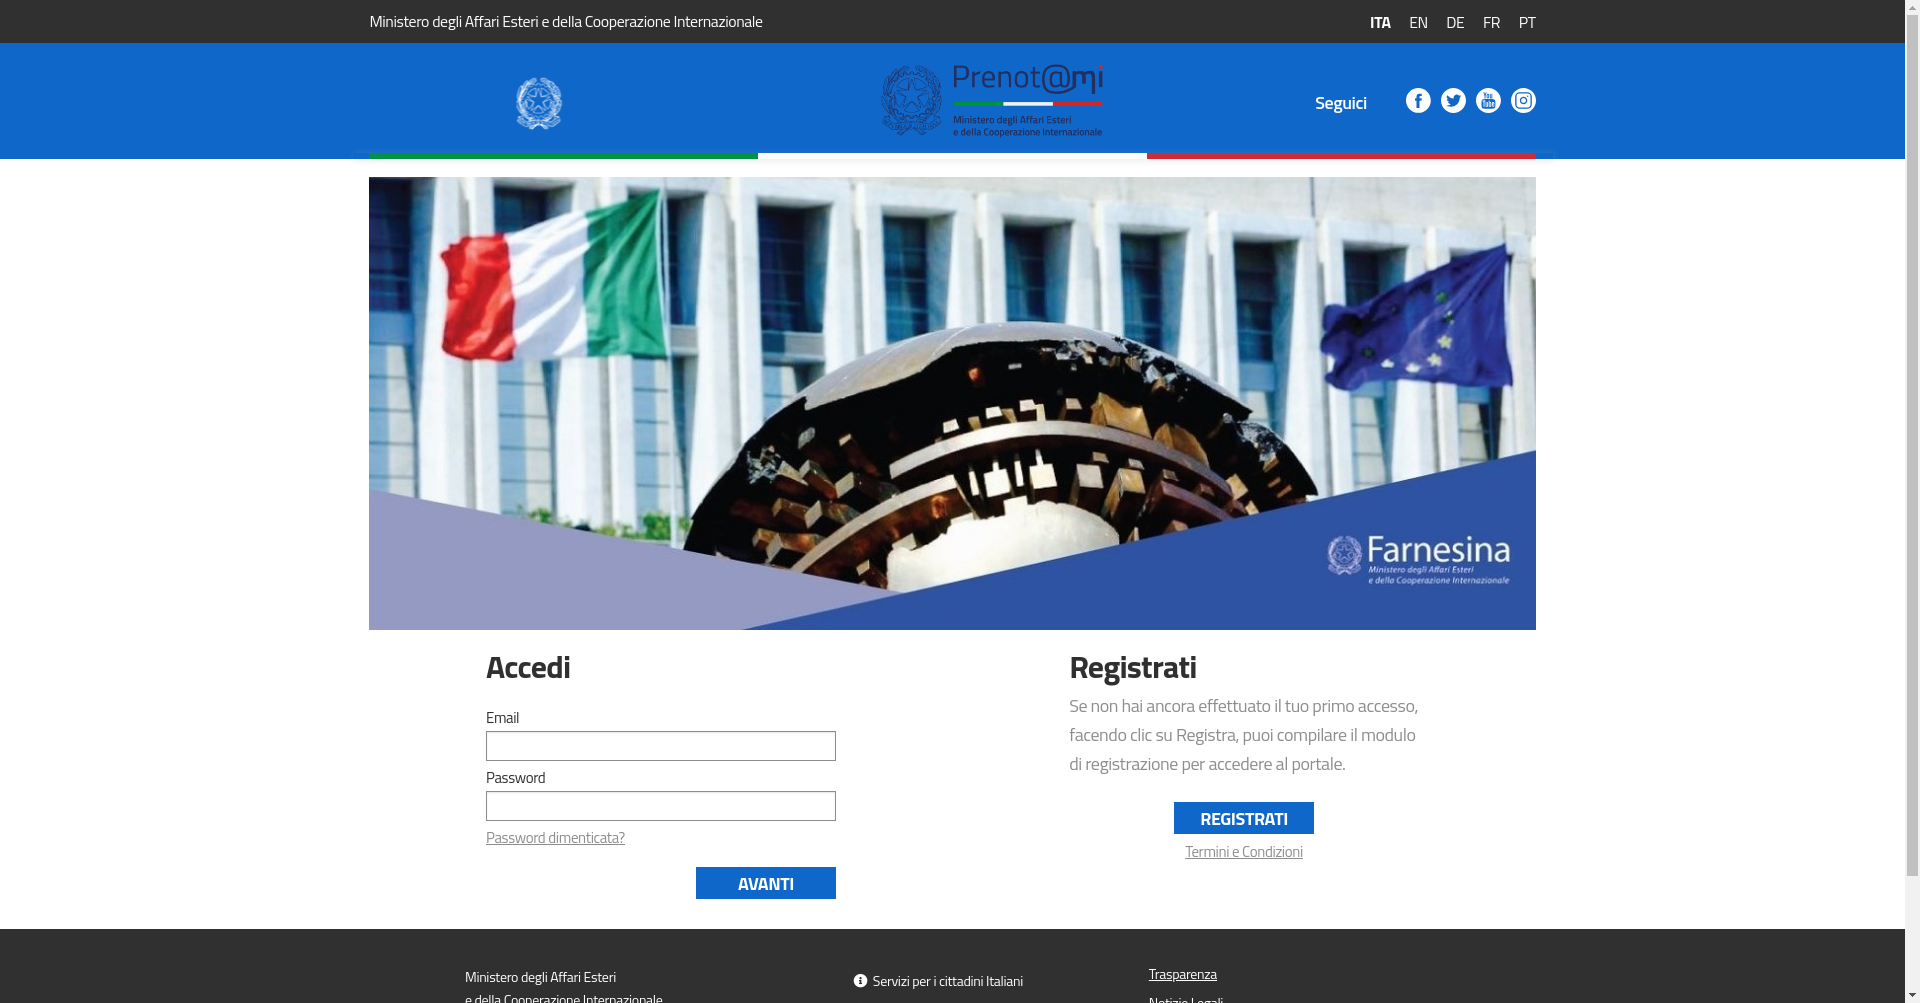 Ministero degli Affari Esteri e della Cooperazione Internazionale
ITA EN DE FR PT
Prenot@mi
Ministero degli Affari Esteri
e della Cooperazione Internazionale
Seguici
You
Tube
Farnesina
Ministero degli Affari Esteri
e della Cooperazione Internazionale
Accedi
Email
Password
Password dimenticata?
AVANTI
Registrati
Se non hai ancora effettuato il tuo primo accesso,
facendo clic su Registra, puoi compilare il modulo
di registrazione per accedere al portale.
REGISTRATI
Termini e Condizioni
Ministero degli Affari Esteri
e della Cooperazione Internazionale
Servizi per i cittadini Italiani
Trasparenza
Notizie Legali